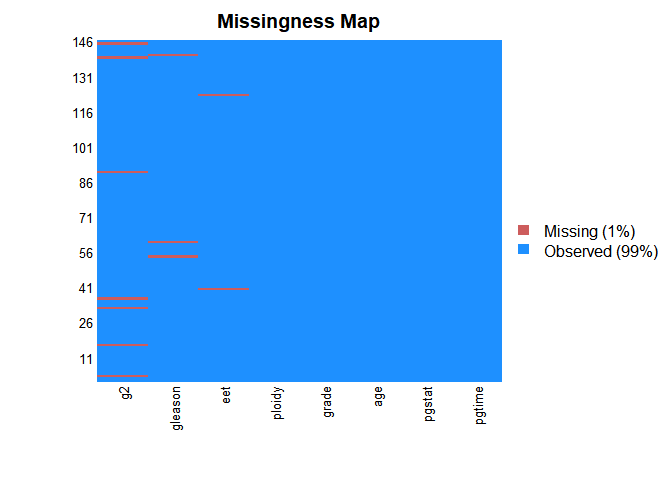 Missingness Map
146
131
116
101
86
71
56
41
26
11
g2
gleason
eet
ploidy
grade
age
pgstat
pgtime
Missing (1%)
Observed (99%)